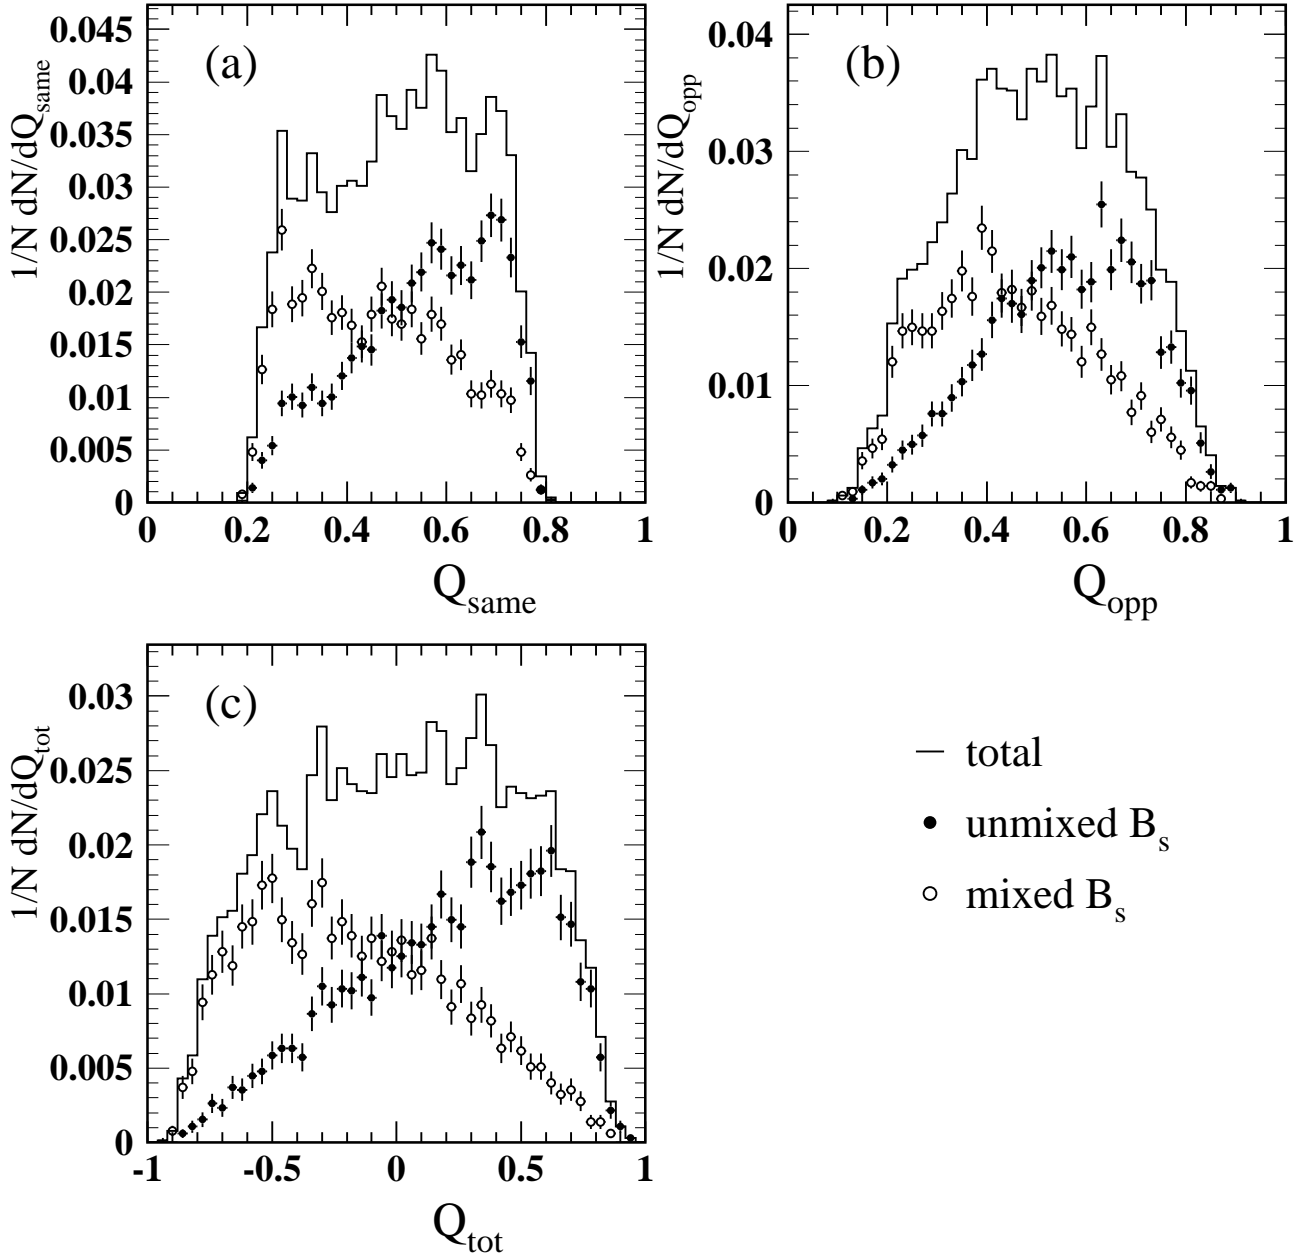 (a)
1/N dN/dQ_same
0.045
0.04
0.035
0.03
0.025
0.02
0.015
0.01
0.005
0
0 0.2 0.4 0.6 0.8 1
Q_same
(b)
1/N dN/dQ_opp
0.04
0.03
0.02
0.01
0
0 0.2 0.4 0.6 0.8 1
Q_opp
(c)
1/N dN/dQ_tot
0.03
0.025
0.02
0.015
0.01
0.005
0
-1 -0.5 0 0.5 1
Q_tot
total
unmixed B_s
mixed B_s